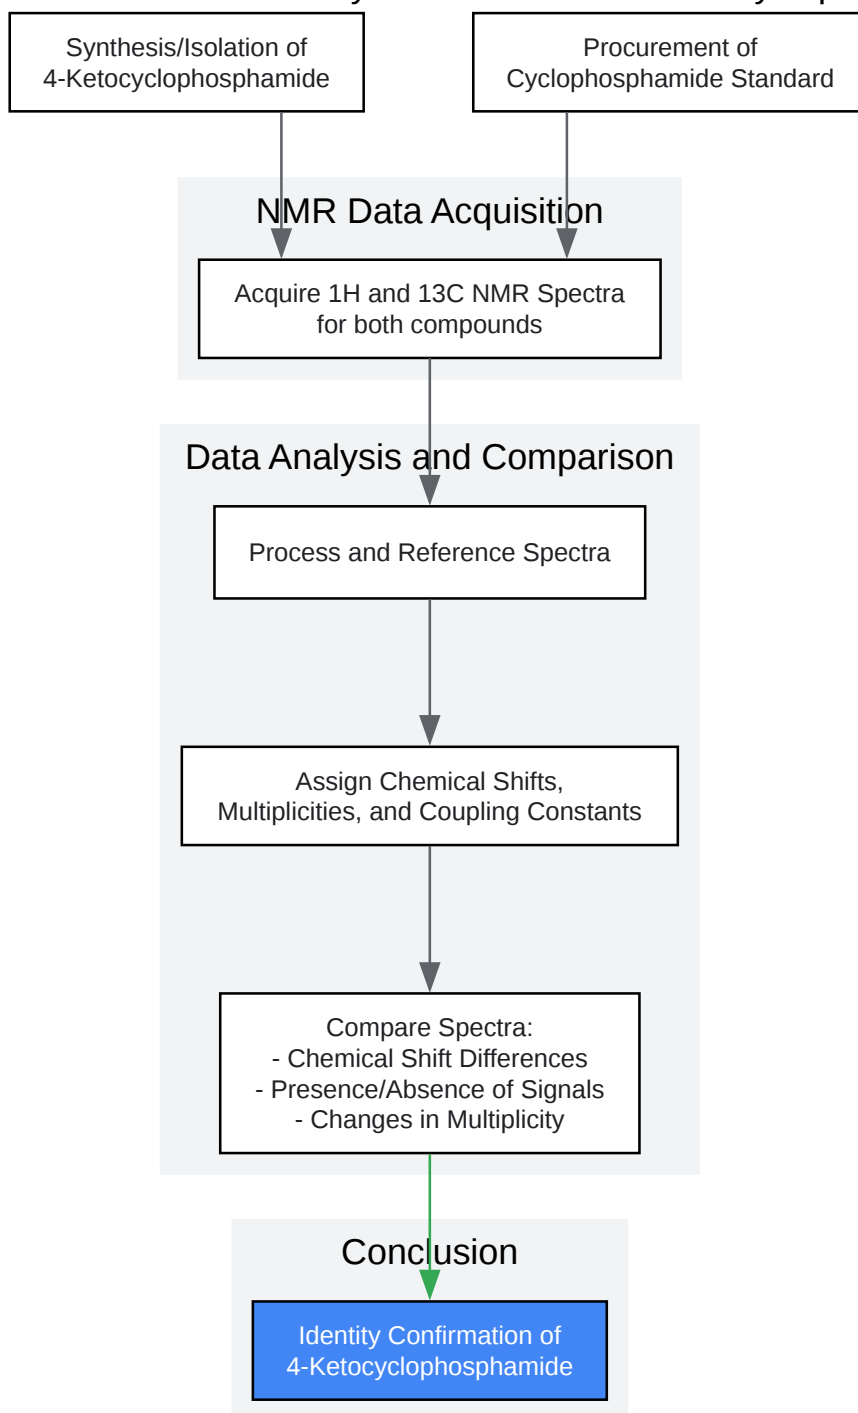 Synthesis/Isolation of
4-Ketocyclophosphamide
Procurement of
Cyclophosphamide Standard
NMR Data Acquisition
Acquire 1H and 13C NMR Spectra
for both compounds
Data Analysis and Comparison
Process and Reference Spectra
Assign Chemical Shifts,
Multiplicities, and Coupling Constants
Compare Spectra:
- Chemical Shift Differences
- Presence/Absence of Signals
- Changes in Multiplicity
Conclusion
Identity Confirmation of
4-Ketocyclophosphamide